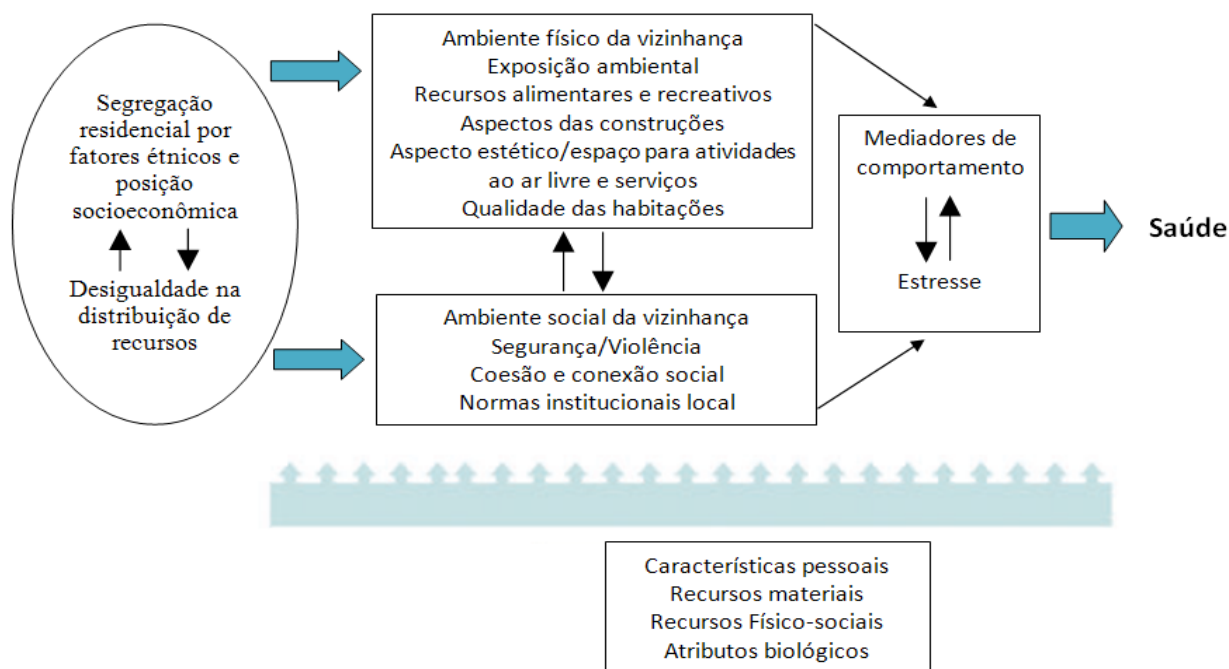 Segregação
residencial por
fatores étnicos e
posição
socioeconômica
Desigualdade na
distribuição de
recursos
Ambiente físico da vizinhança
Exposição ambiental
Recursos alimentares e recreativos
Aspectos das construções
Aspecto estético/espaço para atividades
ao ar livre e serviços
Qualidade das habitações
Ambiente social da vizinhança
Segurança/Violência
Coesão e conexão social
Normas institucionais local
Mediadores de
comportamento
Estresse
Saúde
Características pessoais
Recursos materiais
Recursos Físico-sociais
Atributos biológicos